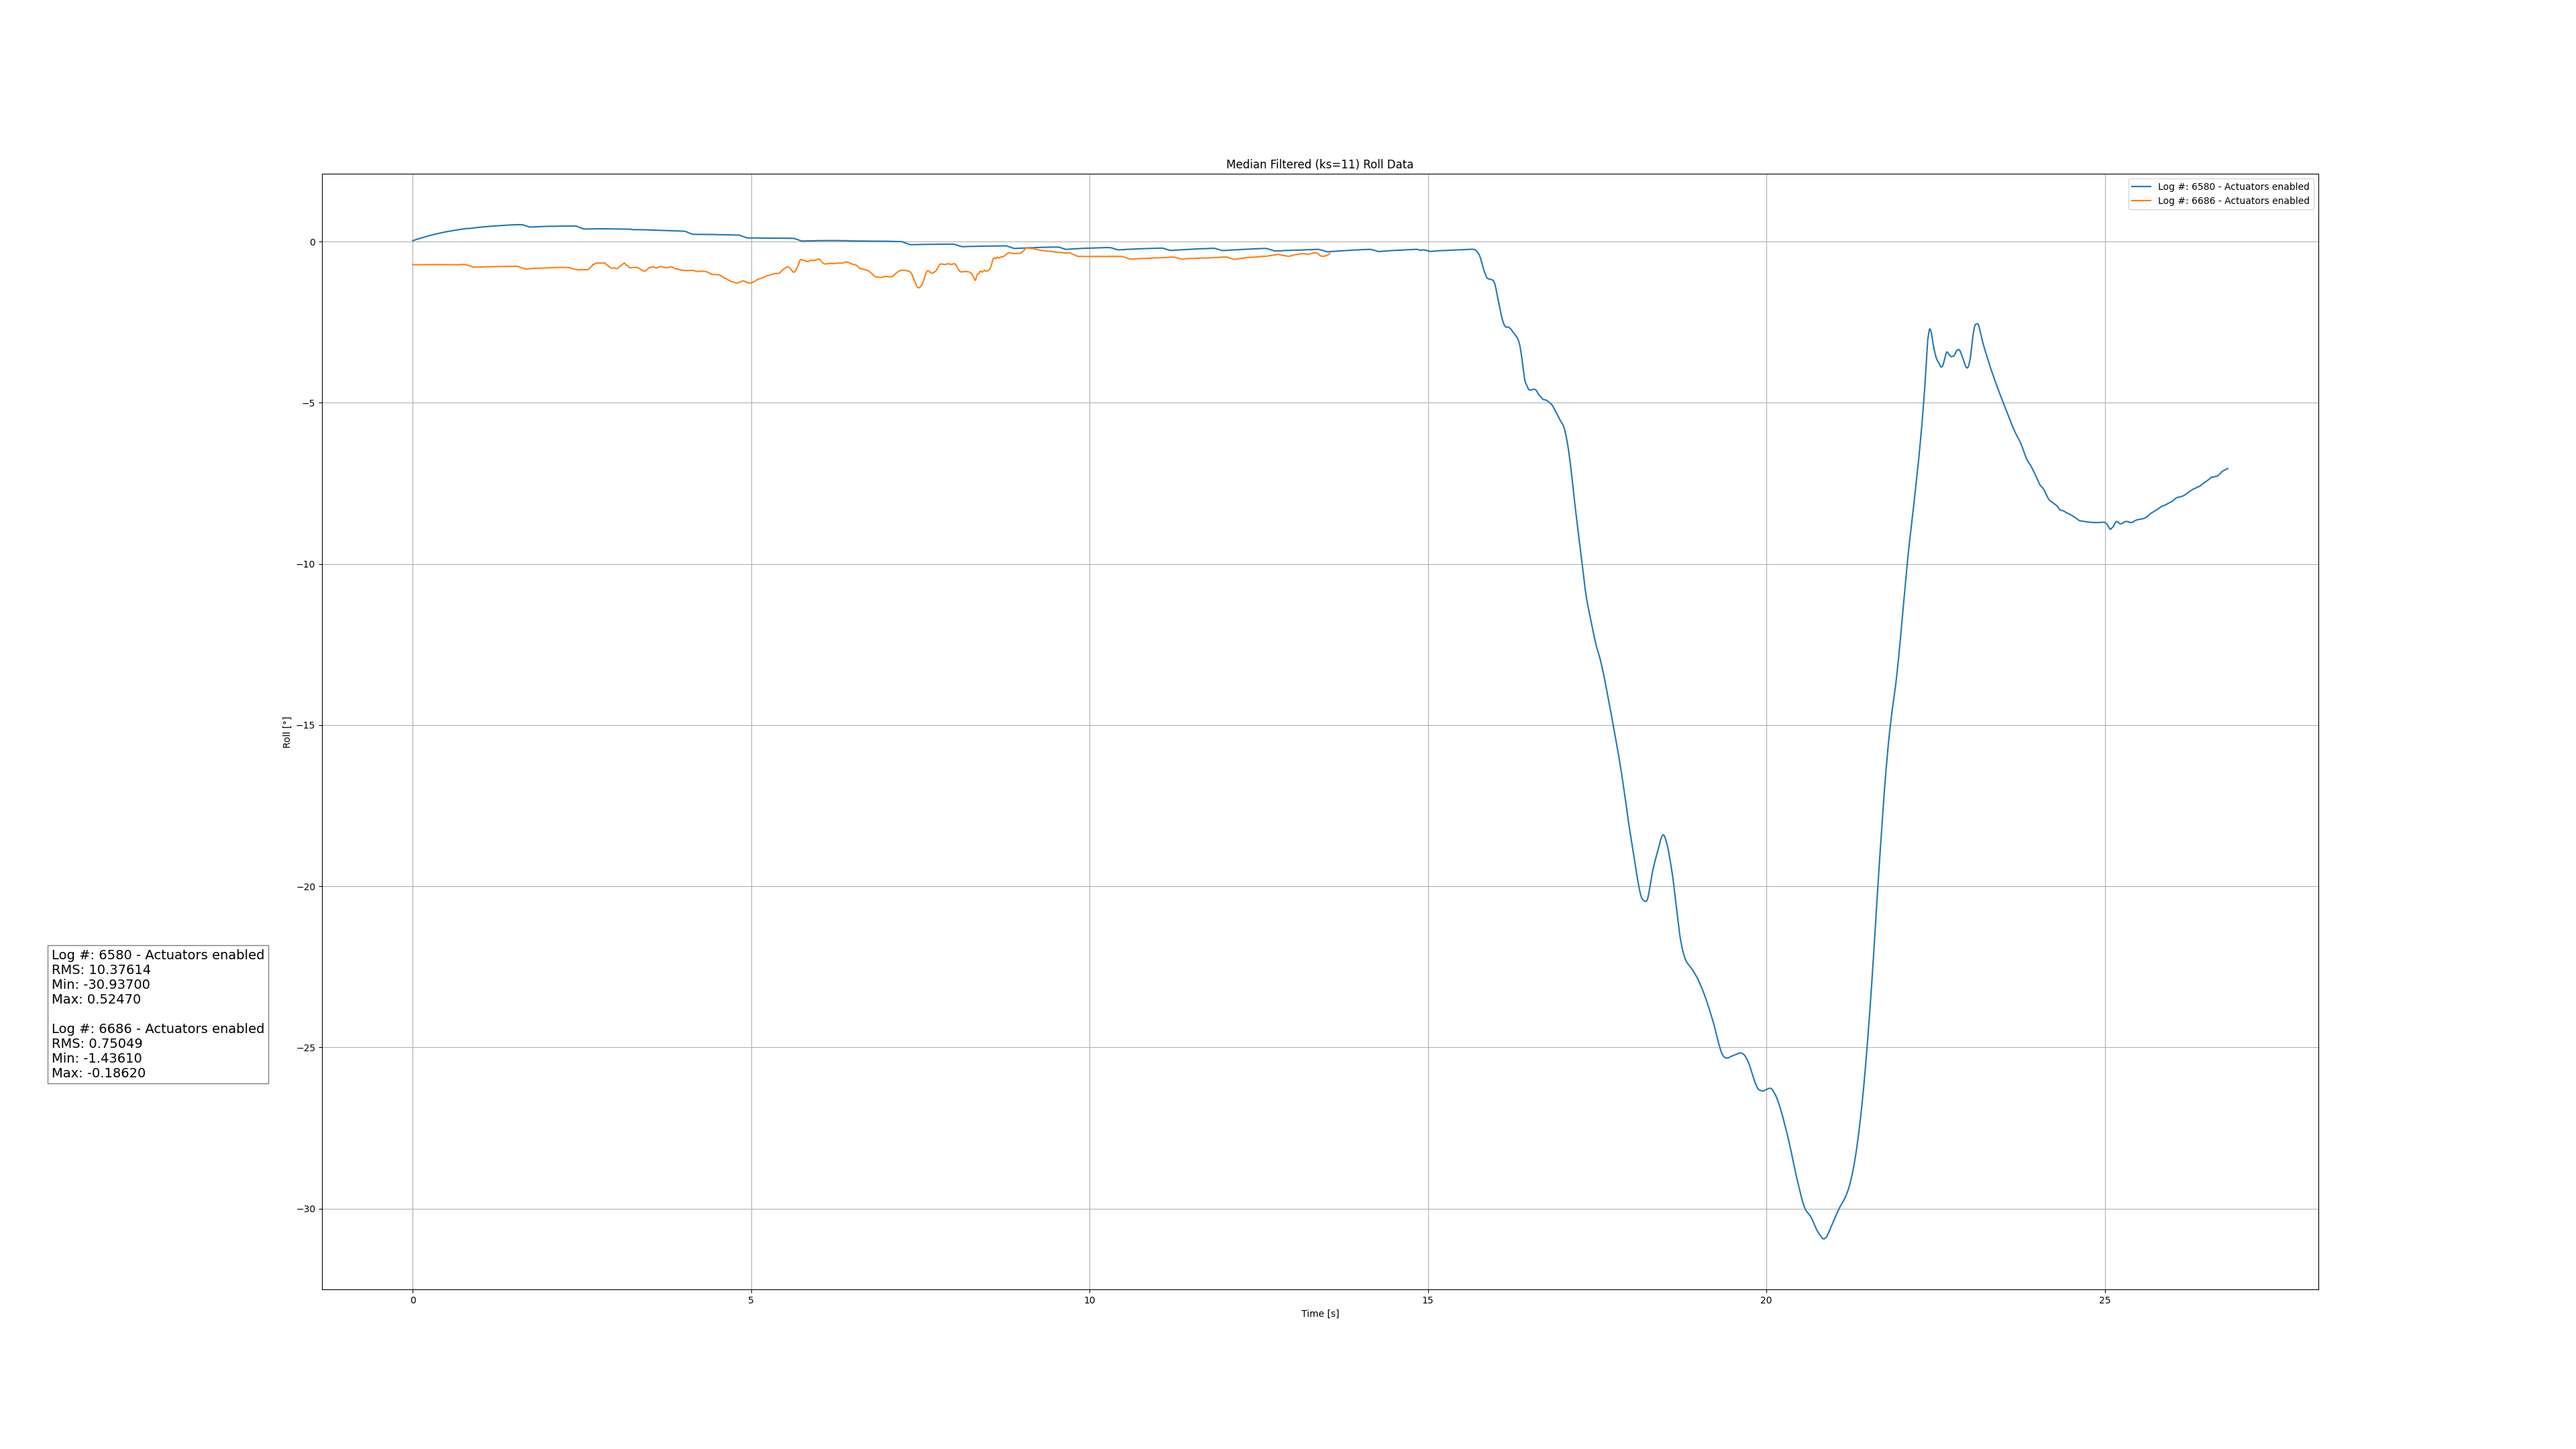 Median Filtered (ks=11) Roll Data
Log #: 6580 - Actuators enabled
Log #: 6686 - Actuators enabled
0
−5
−10
−15
−20
−25
−30
Roll [°]
0 5 10 15 20 25
Time [s]
Log #: 6580 - Actuators enabled
RMS: 10.37614
Min: -30.93700
Max: 0.52470
Log #: 6686 - Actuators enabled
RMS: 0.75049
Min: -1.43610
Max: -0.18620